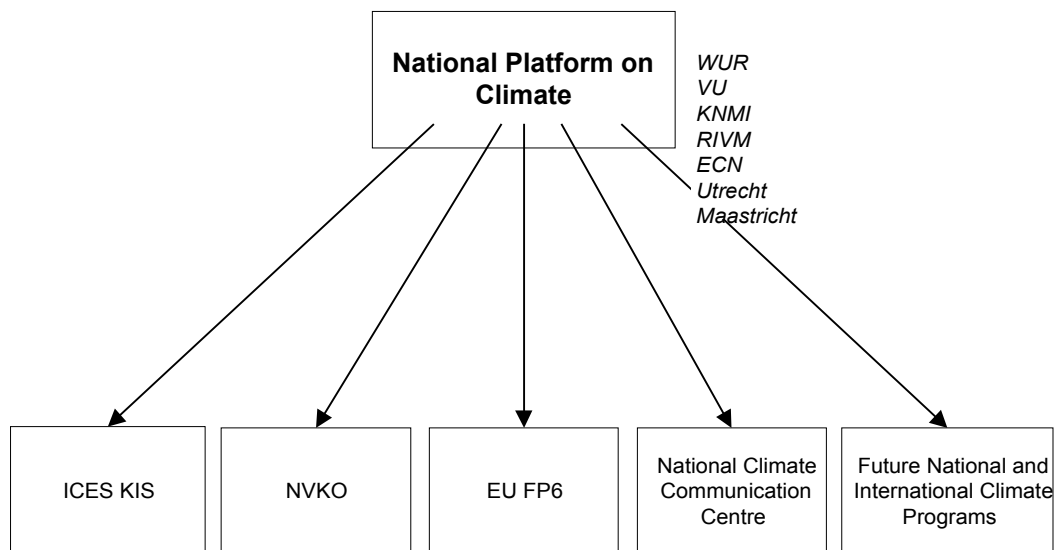 National Platform on
Climate
WUR
VU
KNMI
RIVM
ECN
Utrecht
Maastricht
ICES KIS
NVKO
EU FP6
National Climate
Communication
Centre
Future National and
International Climate
Programs